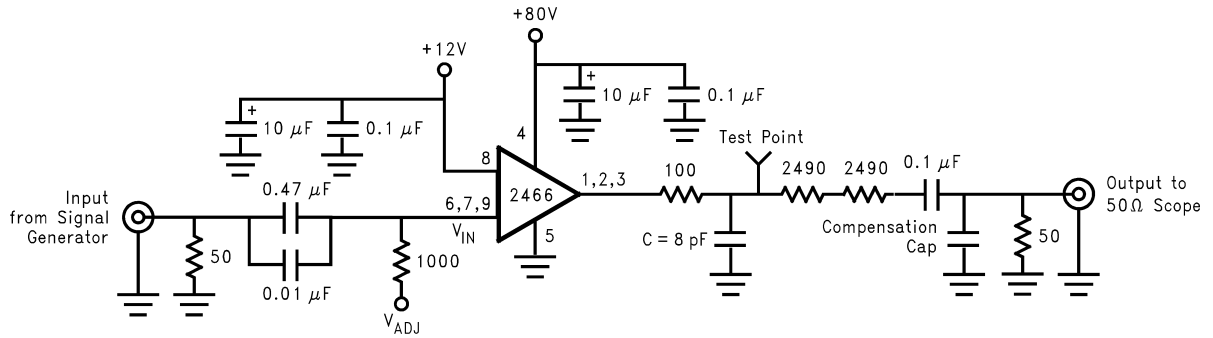 +80V
+12V
+
10 μF
0.1 μF
+
10 μF
0.1 μF
4
Test Point
8
2466
1,2,3
100
2490
2490
0.1 μF
Input
from Signal
Generator
0.47 μF
6,7,9
VIN
5
C = 8 pF
Compensation
Cap
50
Output to
50Ω Scope
50
0.01 μF
1000
VADJ